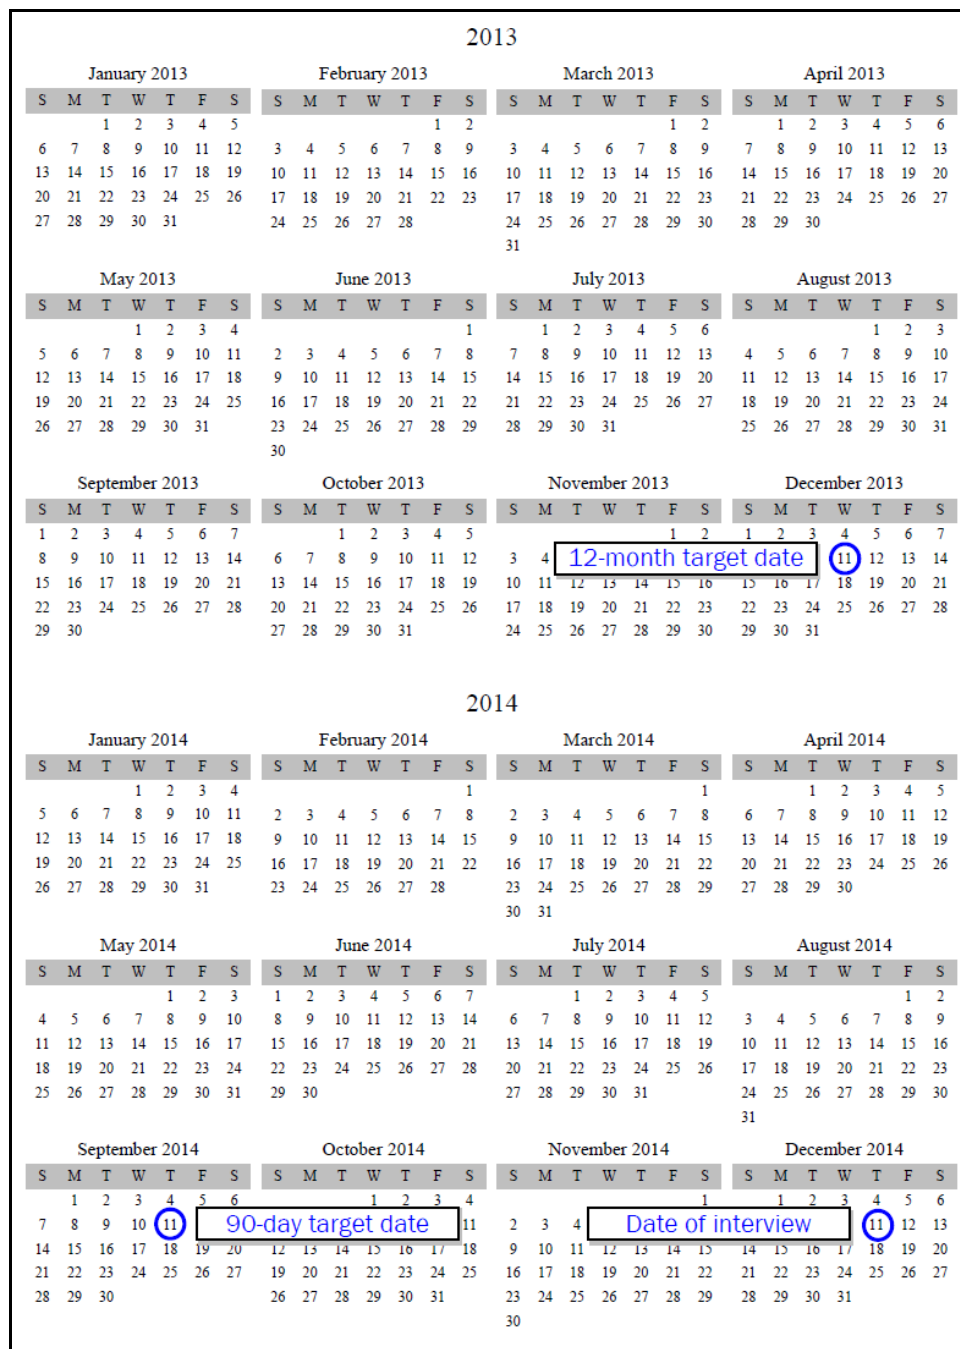 2013
January 2013 February 2013 March 2013 April 2013
S M T W T F S S M T W T F S S M T W T F S S M T W T F S
1 2 3 4 5 1 2 1 2 1 2 3 4 5 6
6 7 8 9 10 11 12 3 4 5 6 7 8 9 3 4 5 6 7 8 9 7 8 9 10 11 12 13
13 14 15 16 17 18 19 10 11 12 13 14 15 16 10 11 12 13 14 15 16 14 15 16 17 18 19 20
20 21 22 23 24 25 26 17 18 19 20 21 22 23 17 18 19 20 21 22 23 21 22 23 24 25 26 27
27 28 29 30 31 24 25 26 27 28 24 25 26 27 28 29 30 28 29 30
31
May 2013 June 2013 July 2013 August 2013
S M T W T F S S M T W T F S S M T W T F S S M T W T F S
1 2 3 4 1 1 2 3 4 5 6 1 2 3
5 6 7 8 9 10 11 2 3 4 5 6 7 8 7 8 9 10 11 12 13 4 5 6 7 8 9 10
12 13 14 15 16 17 18 9 10 11 12 13 14 15 14 15 16 17 18 19 20 11 12 13 14 15 16 17
19 20 21 22 23 24 25 16 17 18 19 20 21 22 21 22 23 24 25 26 27 18 19 20 21 22 23 24
26 27 28 29 30 31 23 24 25 26 27 28 29 28 29 30 31 25 26 27 28 29 30 31
30
September 2013 October 2013 November 2013 December 2013
S M T W T F S S M T W T F S S M T W T F S S M T W T F S
1 2 3 4 5 6 7 1 2 3 4 5 1 2 1 2 3 4 5 6 7
8 9 10 11 12 13 14 6 7 8 9 10 11 12 3 4 12-month target date 11 12 13 14
15 16 17 18 19 20 21 13 14 15 16 17 18 19 10 11 12 13 14 15 16 15 16 17 18 19 20 21
22 23 24 25 26 27 28 20 21 22 23 24 25 26 17 18 19 20 21 22 23 22 23 24 25 26 27 28
29 30 27 28 29 30 31 24 25 26 27 28 29 30 29 30 31
2014
January 2014 February 2014 March 2014 April 2014
S M T W T F S S M T W T F S S M T W T F S S M T W T F S
1 2 3 4 1 1 1 2 3 4 5
5 6 7 8 9 10 11 2 3 4 5 6 7 8 2 3 4 5 6 7 8 6 7 8 9 10 11 12
12 13 14 15 16 17 18 9 10 11 12 13 14 15 9 10 11 12 13 14 15 13 14 15 16 17 18 19
19 20 21 22 23 24 25 16 17 18 19 20 21 22 16 17 18 19 20 21 22 20 21 22 23 24 25 26
26 27 28 29 30 31 23 24 25 26 27 28 23 24 25 26 27 28 29 27 28 29 30
30 31
May 2014 June 2014 July 2014 August 2014
S M T W T F S S M T W T F S S M T W T F S S M T W T F S
1 2 3 1 2 3 4 5 6 7 1 2 3 4 5 1 2
4 5 6 7 8 9 10 8 9 10 11 12 13 14 6 7 8 9 10 11 12 3 4 5 6 7 8 9
11 12 13 14 15 16 17 15 16 17 18 19 20 21 13 14 15 16 17 18 19 10 11 12 13 14 15 16
18 19 20 21 22 23 24 22 23 24 25 26 27 28 20 21 22 23 24 25 26 17 18 19 20 21 22 23
25 26 27 28 29 30 31 29 30 27 28 29 30 31 24 25 26 27 28 29 30
31
September 2014 October 2014 November 2014 December 2014
S M T W T F S S M T W T F S S M T W T F S S M T W T F S
1 2 3 4 5 6 1 2 3 4 1 1 2 3 4 5 6
7 8 9 10 11 90-day target date 11 2 3 4 Date of interview 11 12 13
14 15 16 17 18 19 20 12 13 14 15 16 17 18 9 10 11 12 13 14 15 14 15 16 17 18 19 20
21 22 23 24 25 26 27 19 20 21 22 23 24 25 16 17 18 19 20 21 22 21 22 23 24 25 26 27
28 29 30 26 27 28 29 30 31 23 24 25 26 27 28 29 28 29 30 31
30